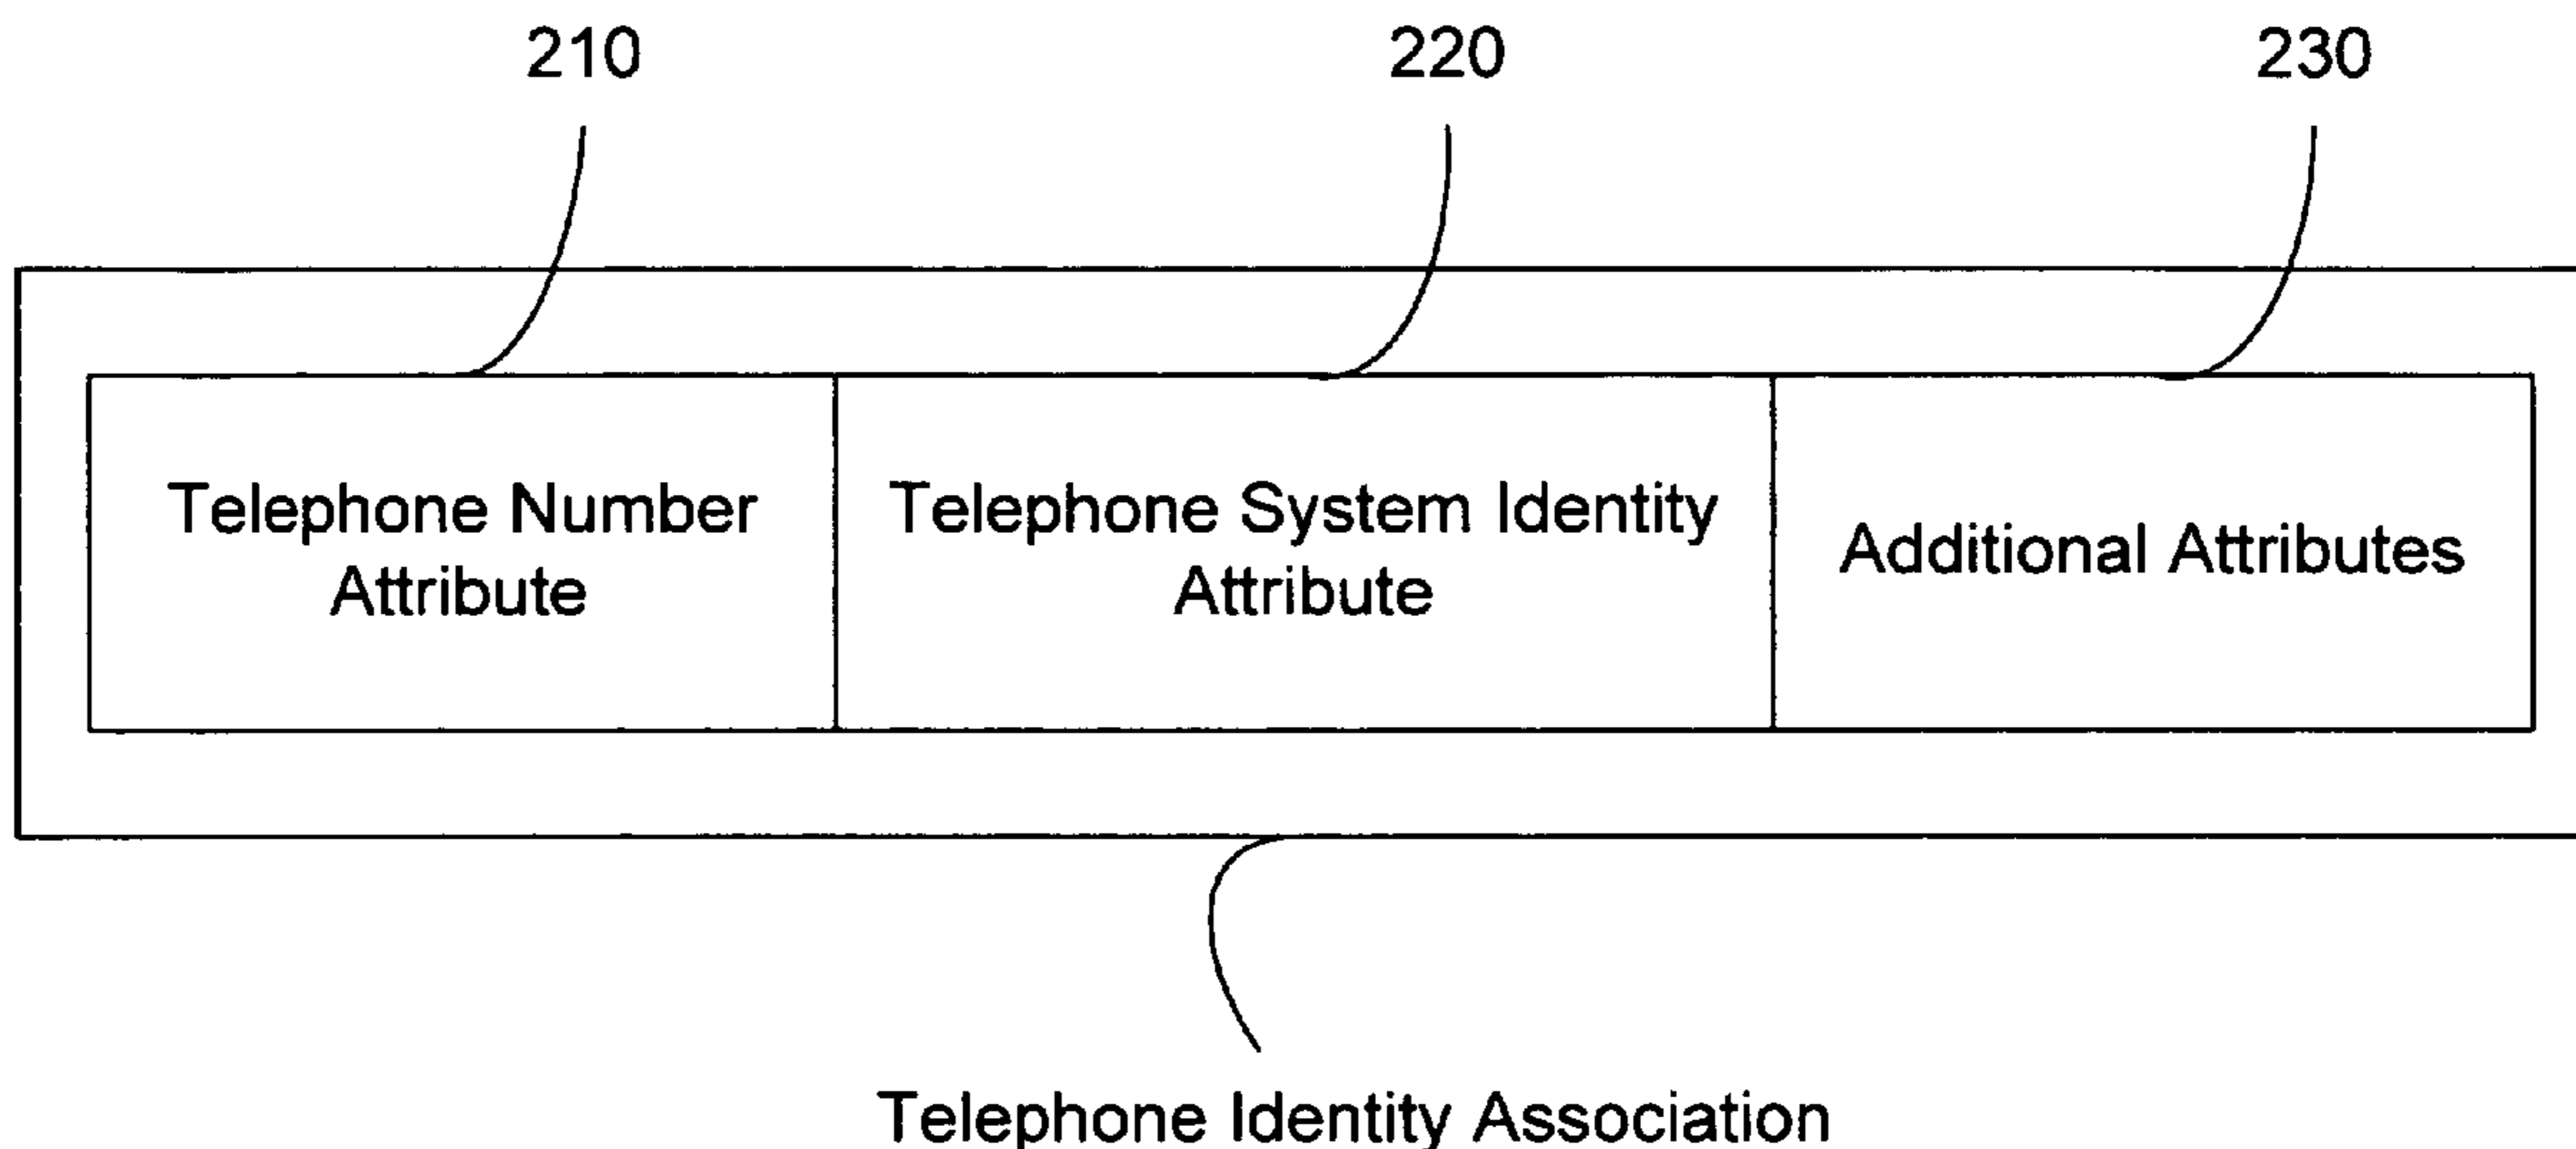 210 220 230
Telephone Number
Attribute
Telephone System Identity
Attribute
Additional Attributes
Telephone Identity Association